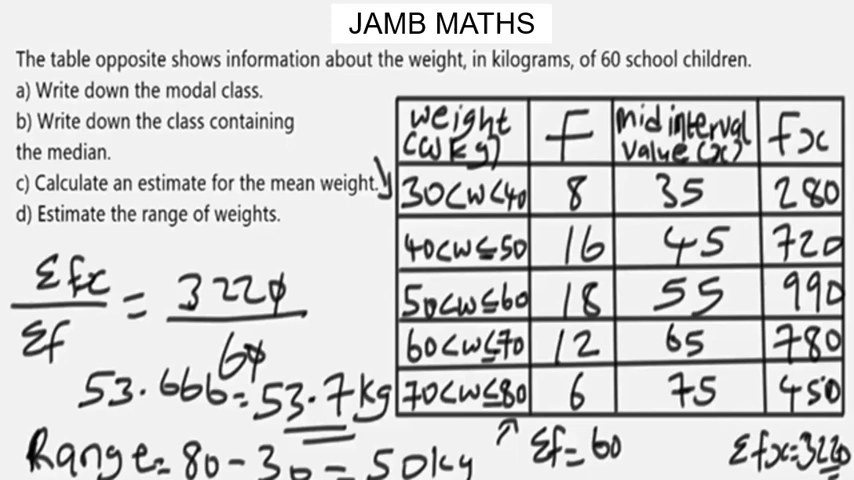 JAMB MATHS
The table opposite shows information about the weight, in kilograms, of 60 school children.
a) Write down the modal class.
b) Write down the class containing
the median.
c) Calculate an estimate for the mean weight.
d) Estimate the range of weights.
weight (w kg) F mid interval value (x) fx
30<w<40 8 35 280
40<w≤50 16 45 720
50<w≤60 18 55 990
60<w≤70 12 65 780
70<w≤80 6 75 450
Σf=60 Σfx=3220
Σfx/Σf = 3220/60
53.666=53.7kg
Range=80-30=50kg